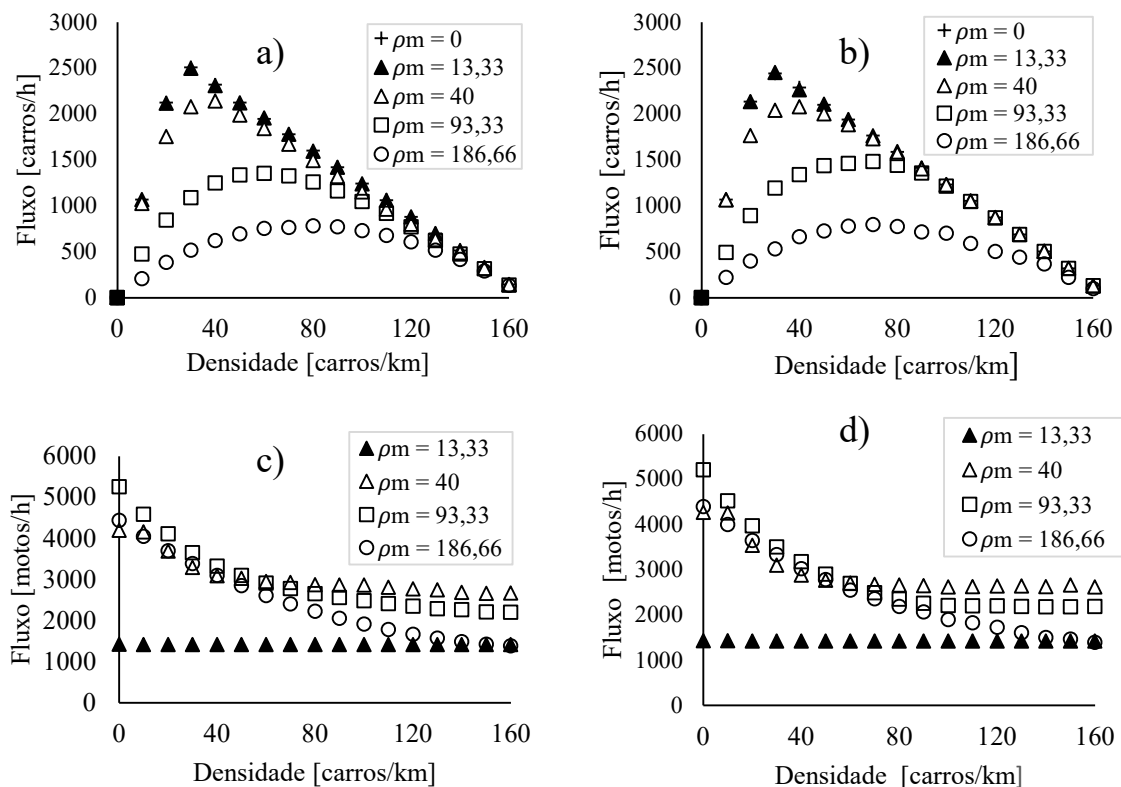 a)
3000
2500
2000
1500
1000
500
0
Fluxo [carros/h]
ρm = 0
ρm = 13,33
ρm = 40
ρm = 93,33
ρm = 186,66
0 40 80 120 160
Densidade [carros/km]
b)
3000
2500
2000
1500
1000
500
0
Fluxo [carros/h]
ρm = 0
ρm = 13,33
ρm = 40
ρm = 93,33
ρm = 186,66
0 40 80 120 160
Densidade [carros/km]
c)
6000
5000
4000
3000
2000
1000
0
Fluxo [motos/h]
ρm = 13,33
ρm = 40
ρm = 93,33
ρm = 186,66
0 40 80 120 160
Densidade [carros/km]
d)
6000
5000
4000
3000
2000
1000
0
Fluxo [motos/h]
ρm = 13,33
ρm = 40
ρm = 93,33
ρm = 186,66
0 40 80 120 160
Densidade [carros/km]